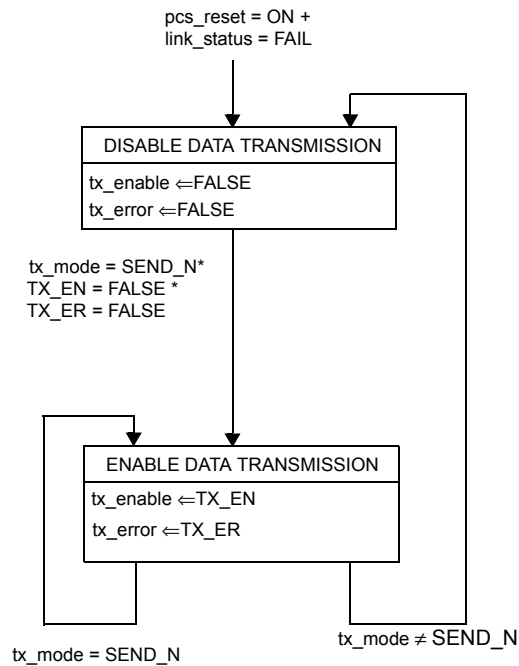 pcs_reset = ON +
link_status = FAIL
DISABLE DATA TRANSMISSION
tx_enable ⇐FALSE
tx_error ⇐FALSE
tx_mode = SEND_N*
TX_EN = FALSE *
TX_ER = FALSE
ENABLE DATA TRANSMISSION
tx_enable ⇐TX_EN
tx_error ⇐TX_ER
tx_mode = SEND_N
tx_mode ≠ SEND_N